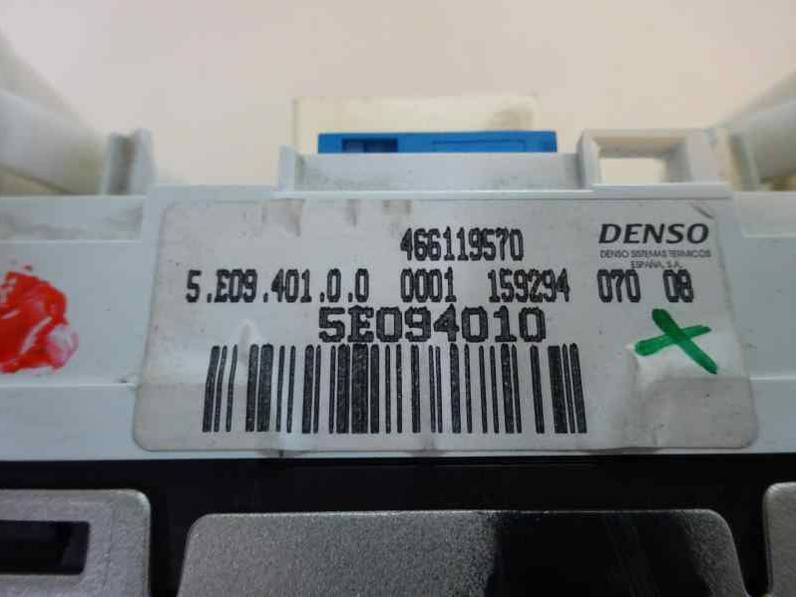 466119570
DENSO
DENSO SISTEMAS TERMICOS
ESPAÑA, S.A.
5.E09.401.0.0 0001 159294 070 08
5E094010